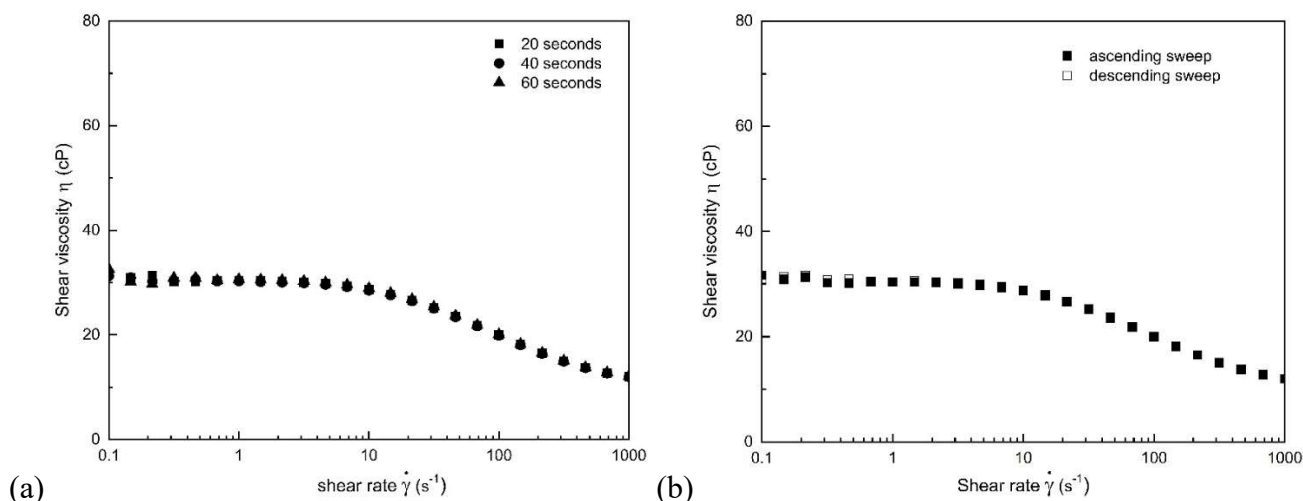 80
60
40
20
0
0.1 1 10 100 1000
Shear viscosity η (cP)
shear rate γ̇ (s⁻¹)
20 seconds
40 seconds
60 seconds
(a)
80
60
40
20
0
0.1 1 10 100 1000
Shear viscosity η (cP)
Shear rate γ̇ (s⁻¹)
ascending sweep
descending sweep
(b)